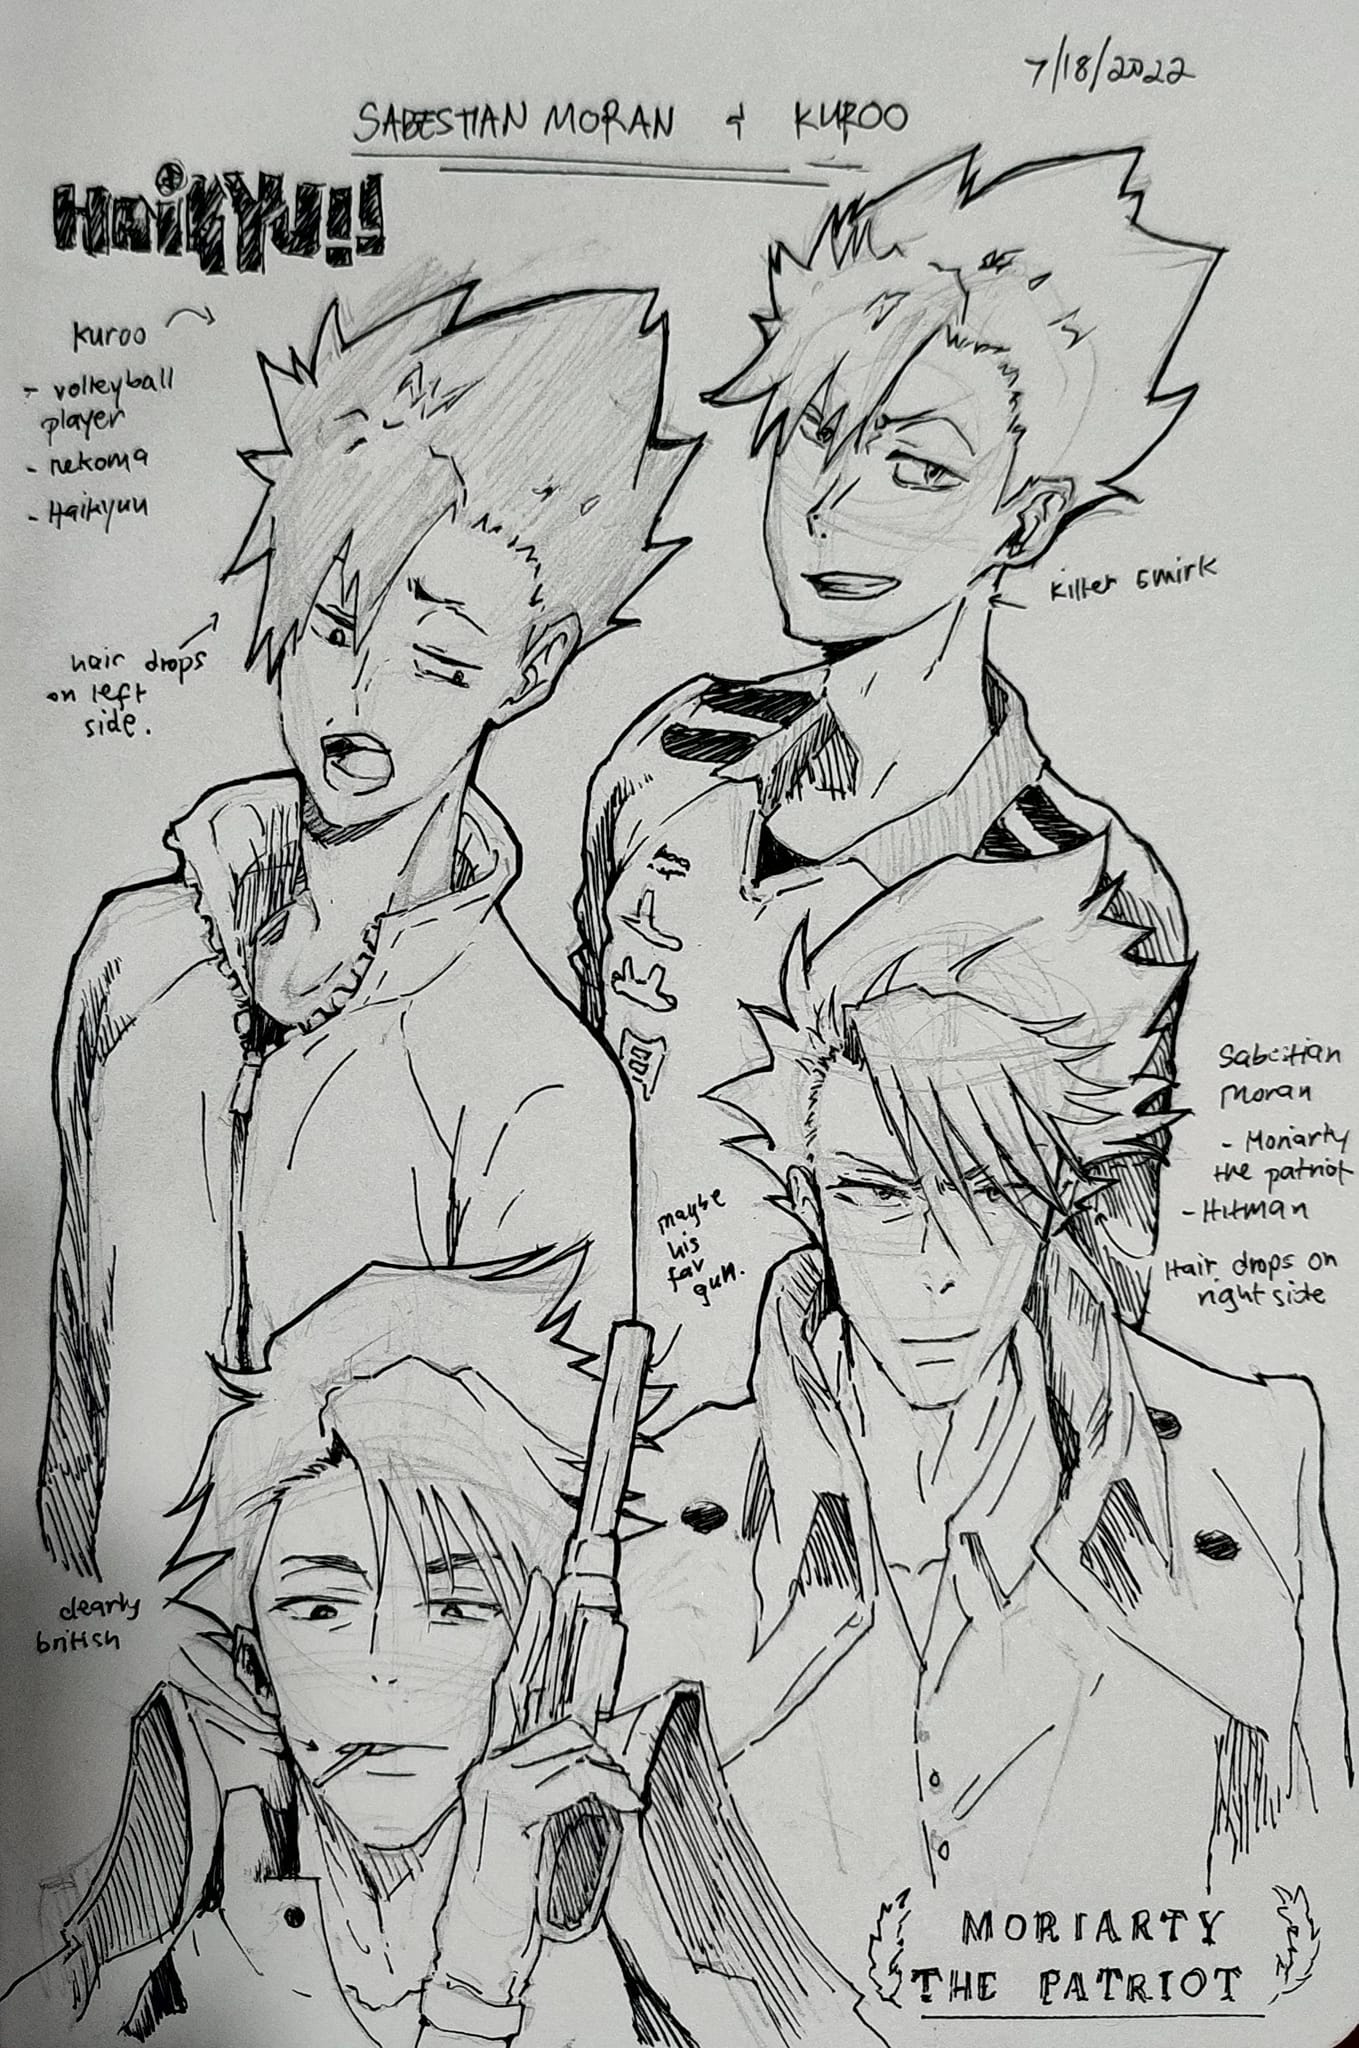 7/18/2022
SABESTIAN MORAN & KUROO
HaiKYU!!
Kuroo
- volleyball
player
- nekoma
- Haikyuu
killer smirk
hair drops
on left
side.
Sabestian
Moran
- Moriarty
the patriot
- Hitman
Hair drops on
right side
maybe
his
fav
gun.
clearly
british
MORIARTY
THE PATRIOT